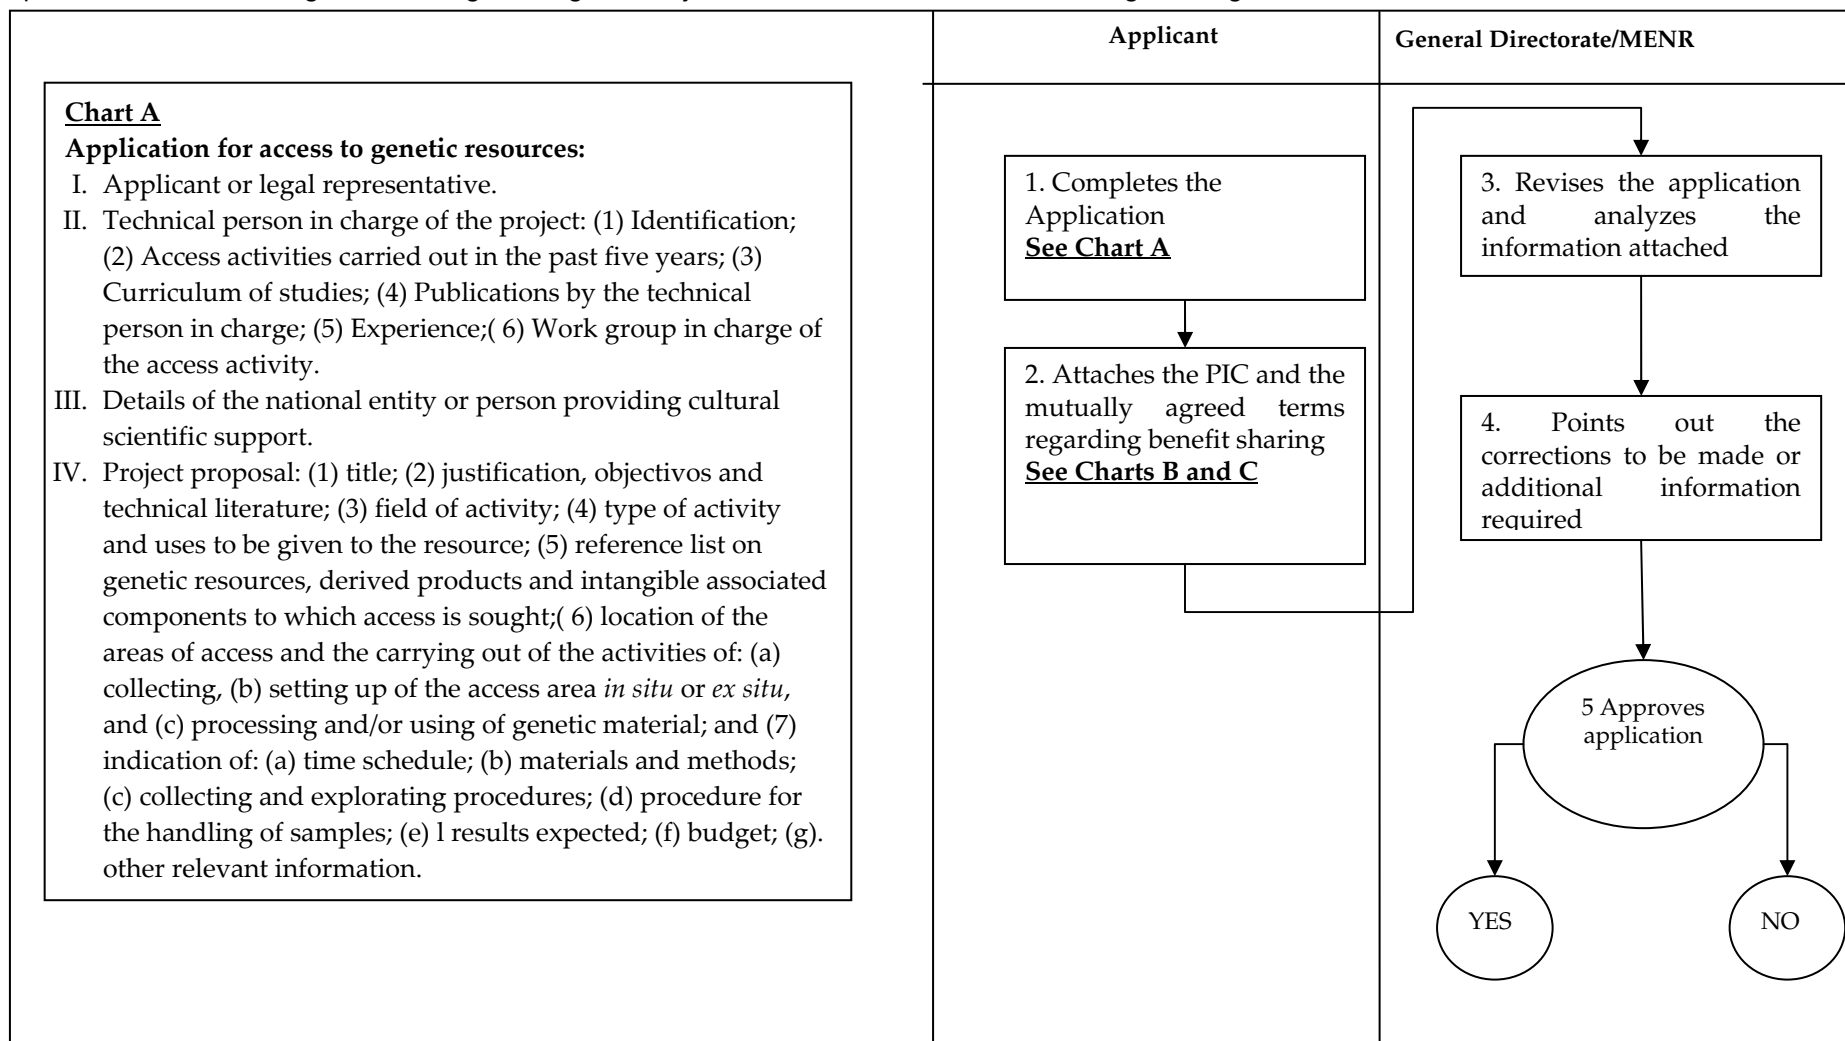 Applicant
General Directorate/MENR
Chart A
Application for access to genetic resources:
I. Applicant or legal representative.
II. Technical person in charge of the project: (1) Identification;
(2) Access activities carried out in the past five years; (3)
Curriculum of studies; (4) Publications by the technical
person in charge; (5) Experience;( 6) Work group in charge of
the access activity.
III. Details of the national entity or person providing cultural
scientific support.
IV. Project proposal: (1) title; (2) justification, objectivos and
technical literature; (3) field of activity; (4) type of activity
and uses to be given to the resource; (5) reference list on
genetic resources, derived products and intangible associated
components to which access is sought;( 6) location of the
areas of access and the carrying out of the activities of: (a)
collecting, (b) setting up of the access area in situ or ex situ,
and (c) processing and/or using of genetic material; and (7)
indication of: (a) time schedule; (b) materials and methods;
(c) collecting and explorating procedures; (d) procedure for
the handling of samples; (e) l results expected; (f) budget; (g).
other relevant information.
1. Completes the
Application
See Chart A
2. Attaches the PIC and the
mutually agreed terms
regarding benefit sharing
See Charts B and C
3. Revises the application
and analyzes the
information attached
4. Points out the
corrections to be made or
additional information
required
5 Approves
application
YES
NO